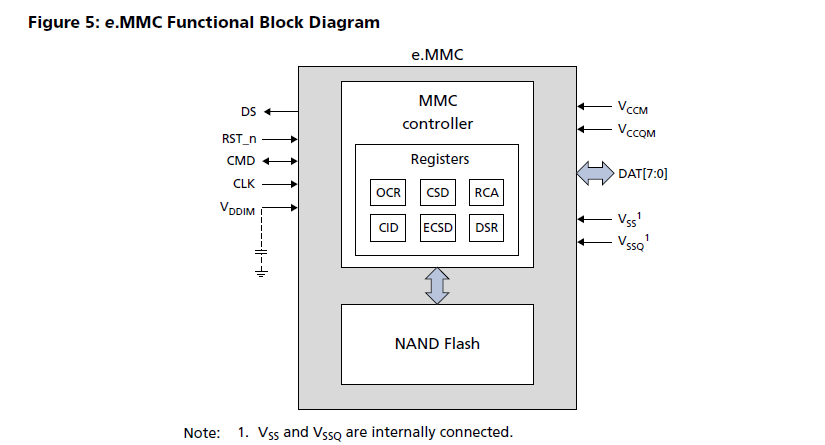 Figure 5: e.MMC Functional Block Diagram
e.MMC
MMC
controller
Registers
OCR CSD RCA
CID ECSD DSR
NAND Flash
DS
RST_n
CMD
CLK
VDDIM
VCCM
VCCQM
DAT[7:0]
VSS1
VSSQ1
Note: 1. VSS and VSSQ are internally connected.